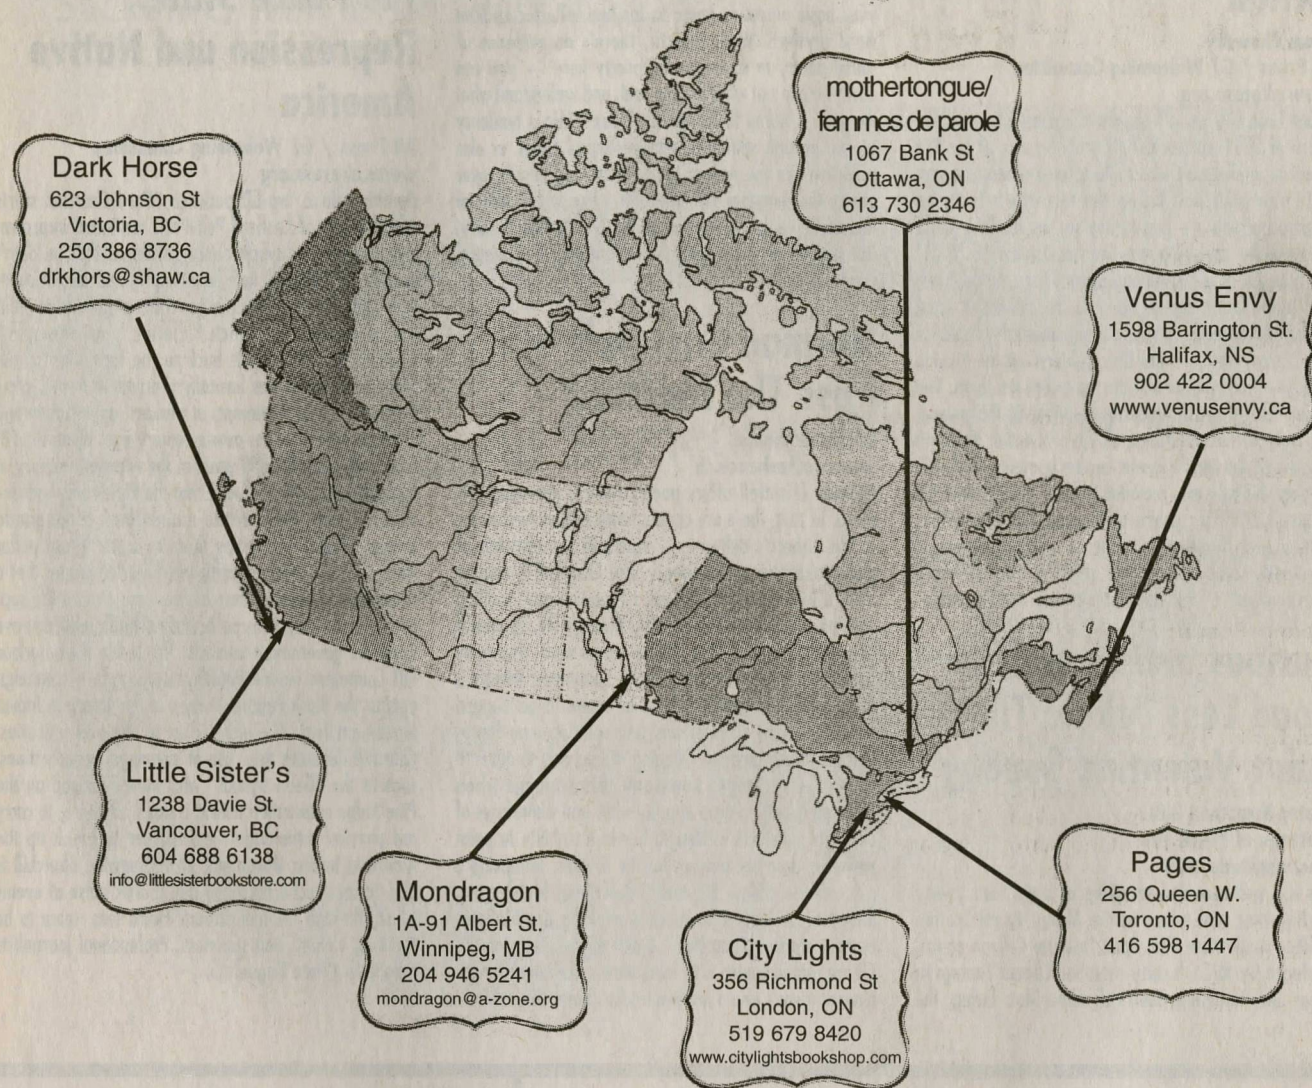 mothertongue/
femmes de parole
1067 Bank St
Ottawa, ON
613 730 2346
Dark Horse
623 Johnson St
Victoria, BC
250 386 8736
drkhors@shaw.ca
Venus Envy
1598 Barrington St.
Halifax, NS
902 422 0004
www.venusenvy.ca
Little Sister's
1238 Davie St.
Vancouver, BC
604 688 6138
info@littlesisterbookstore.com
Mondragon
1A-91 Albert St.
Winnipeg, MB
204 946 5241
mondragon@a-zone.org
City Lights
356 Richmond St
London, ON
519 679 8420
www.citylightsbookshop.com
Pages
256 Queen W.
Toronto, ON
416 598 1447